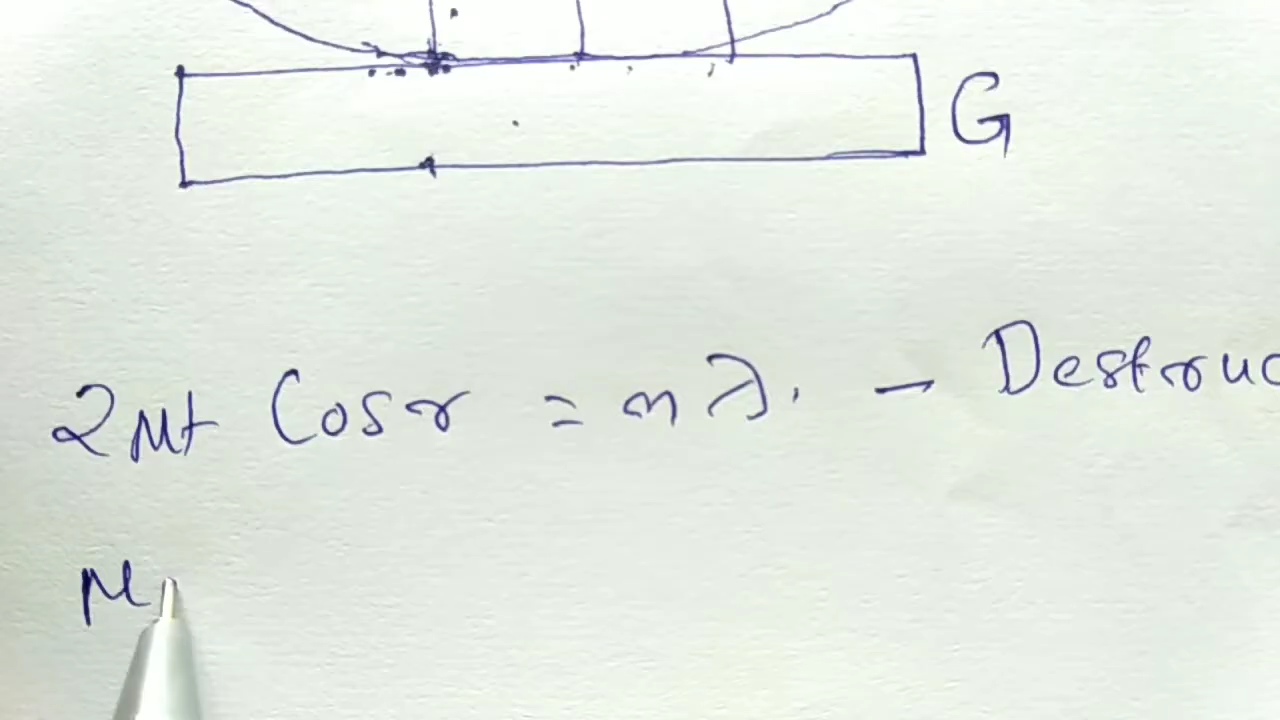 G
2μt Cos r = nλ. - Destruc
μ